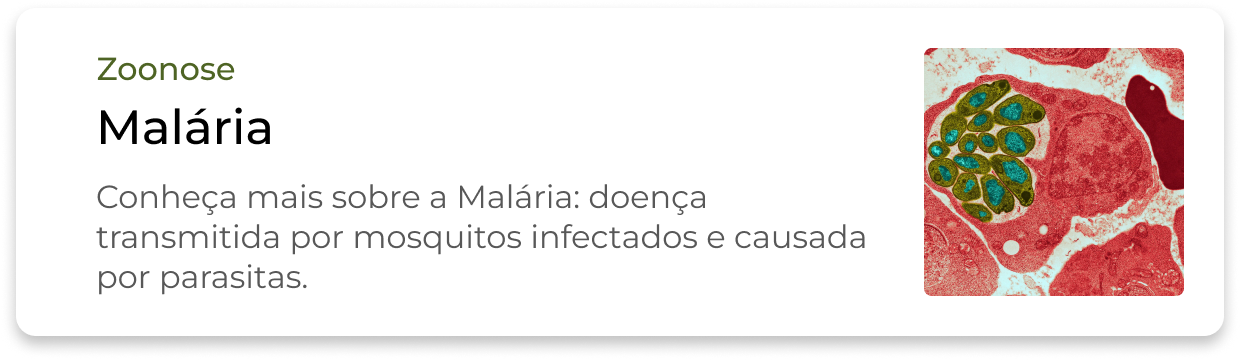 Zoonose
Malária
Conheça mais sobre a Malária: doença
transmitida por mosquitos infectados e causada
por parasitas.